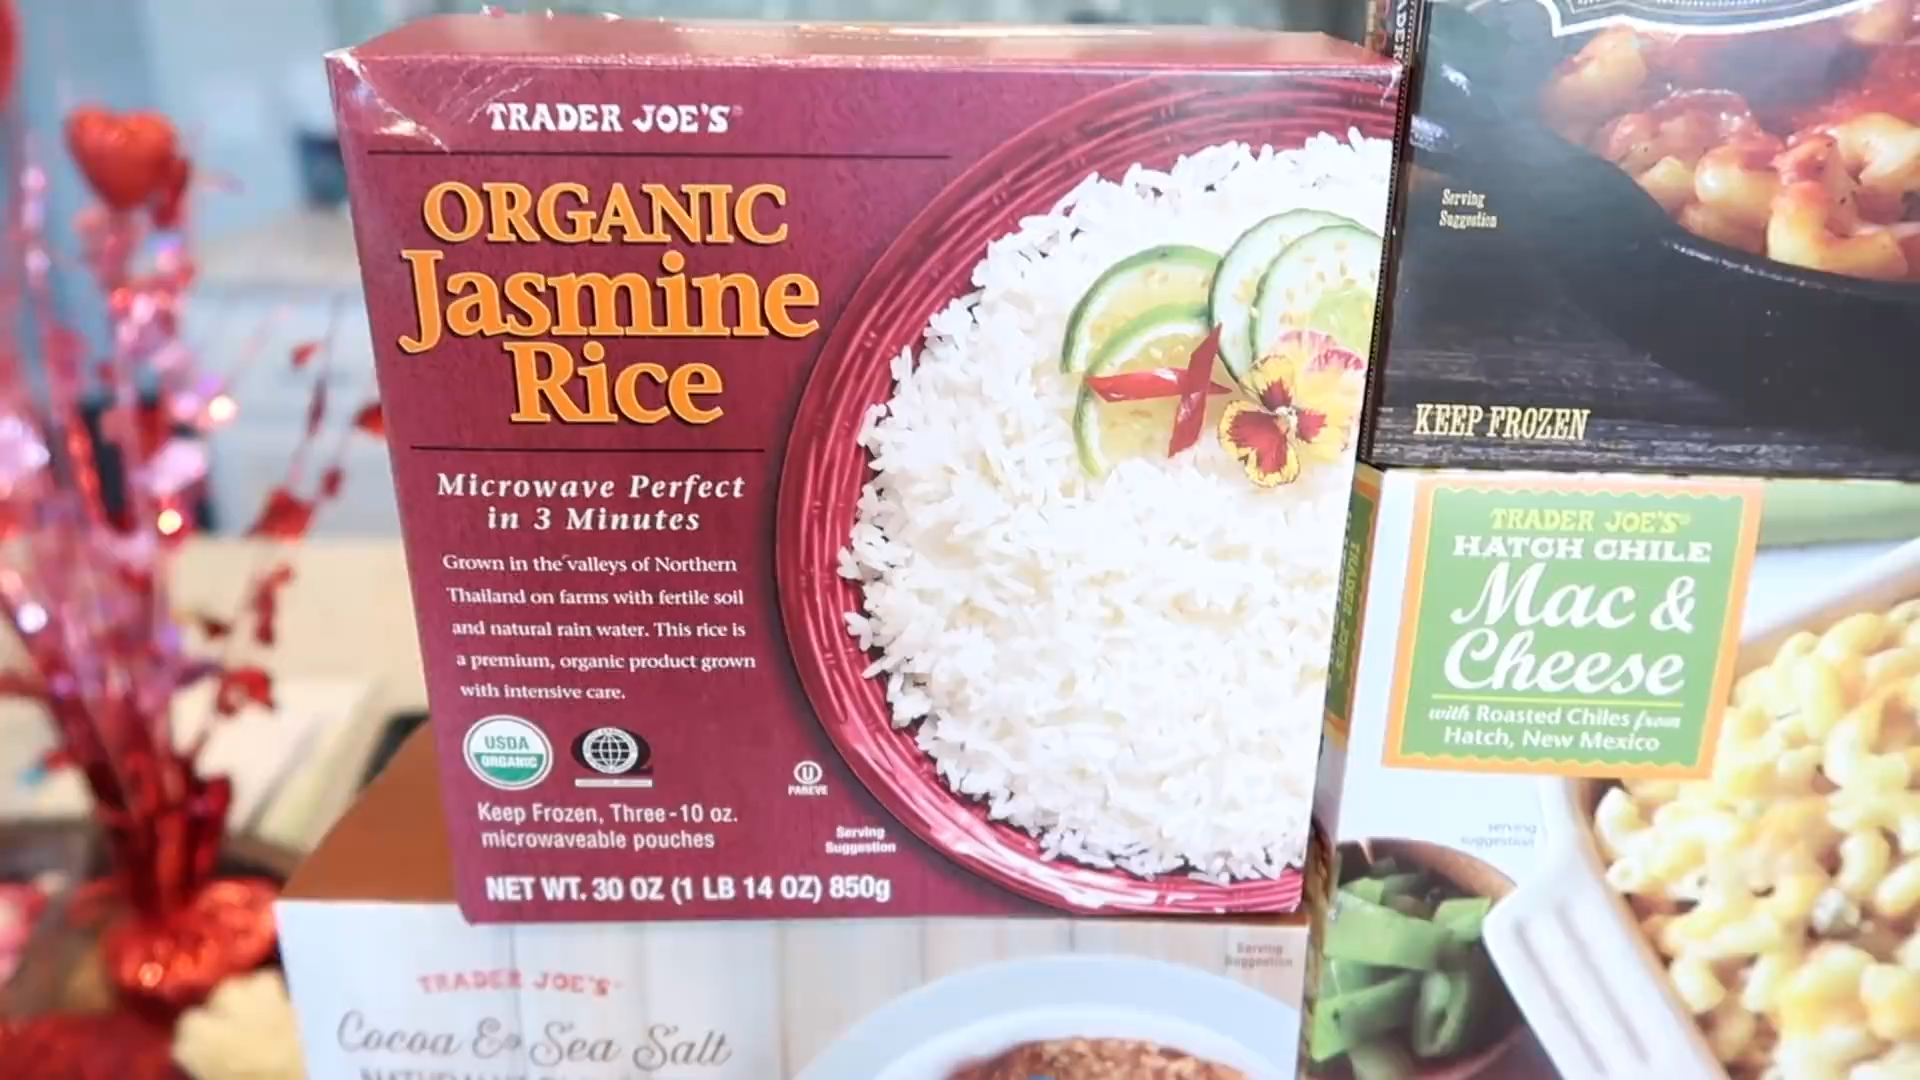 TRADER JOE'S
ORGANIC
Jasmine
Rice
Microwave Perfect
in 3 Minutes
Grown in the valleys of Northern
Thailand on farms with fertile soil
and natural rain water. This rice is
a premium, organic product grown
with intensive care.
USDA
ORGANIC
U
PAREVE
Keep Frozen, Three-10 oz.
microwaveable pouches
Serving
Suggestion
NET WT. 30 OZ (1 LB 14 OZ) 850g
Serving
Suggestion
KEEP FROZEN
TRADER JOE'S
HATCH CHILE
Mac &
Cheese
with Roasted Chiles from
Hatch, New Mexico
serving
suggestion
TRADER JOE'S
Cocoa & Sea Salt
Serving
Suggestion